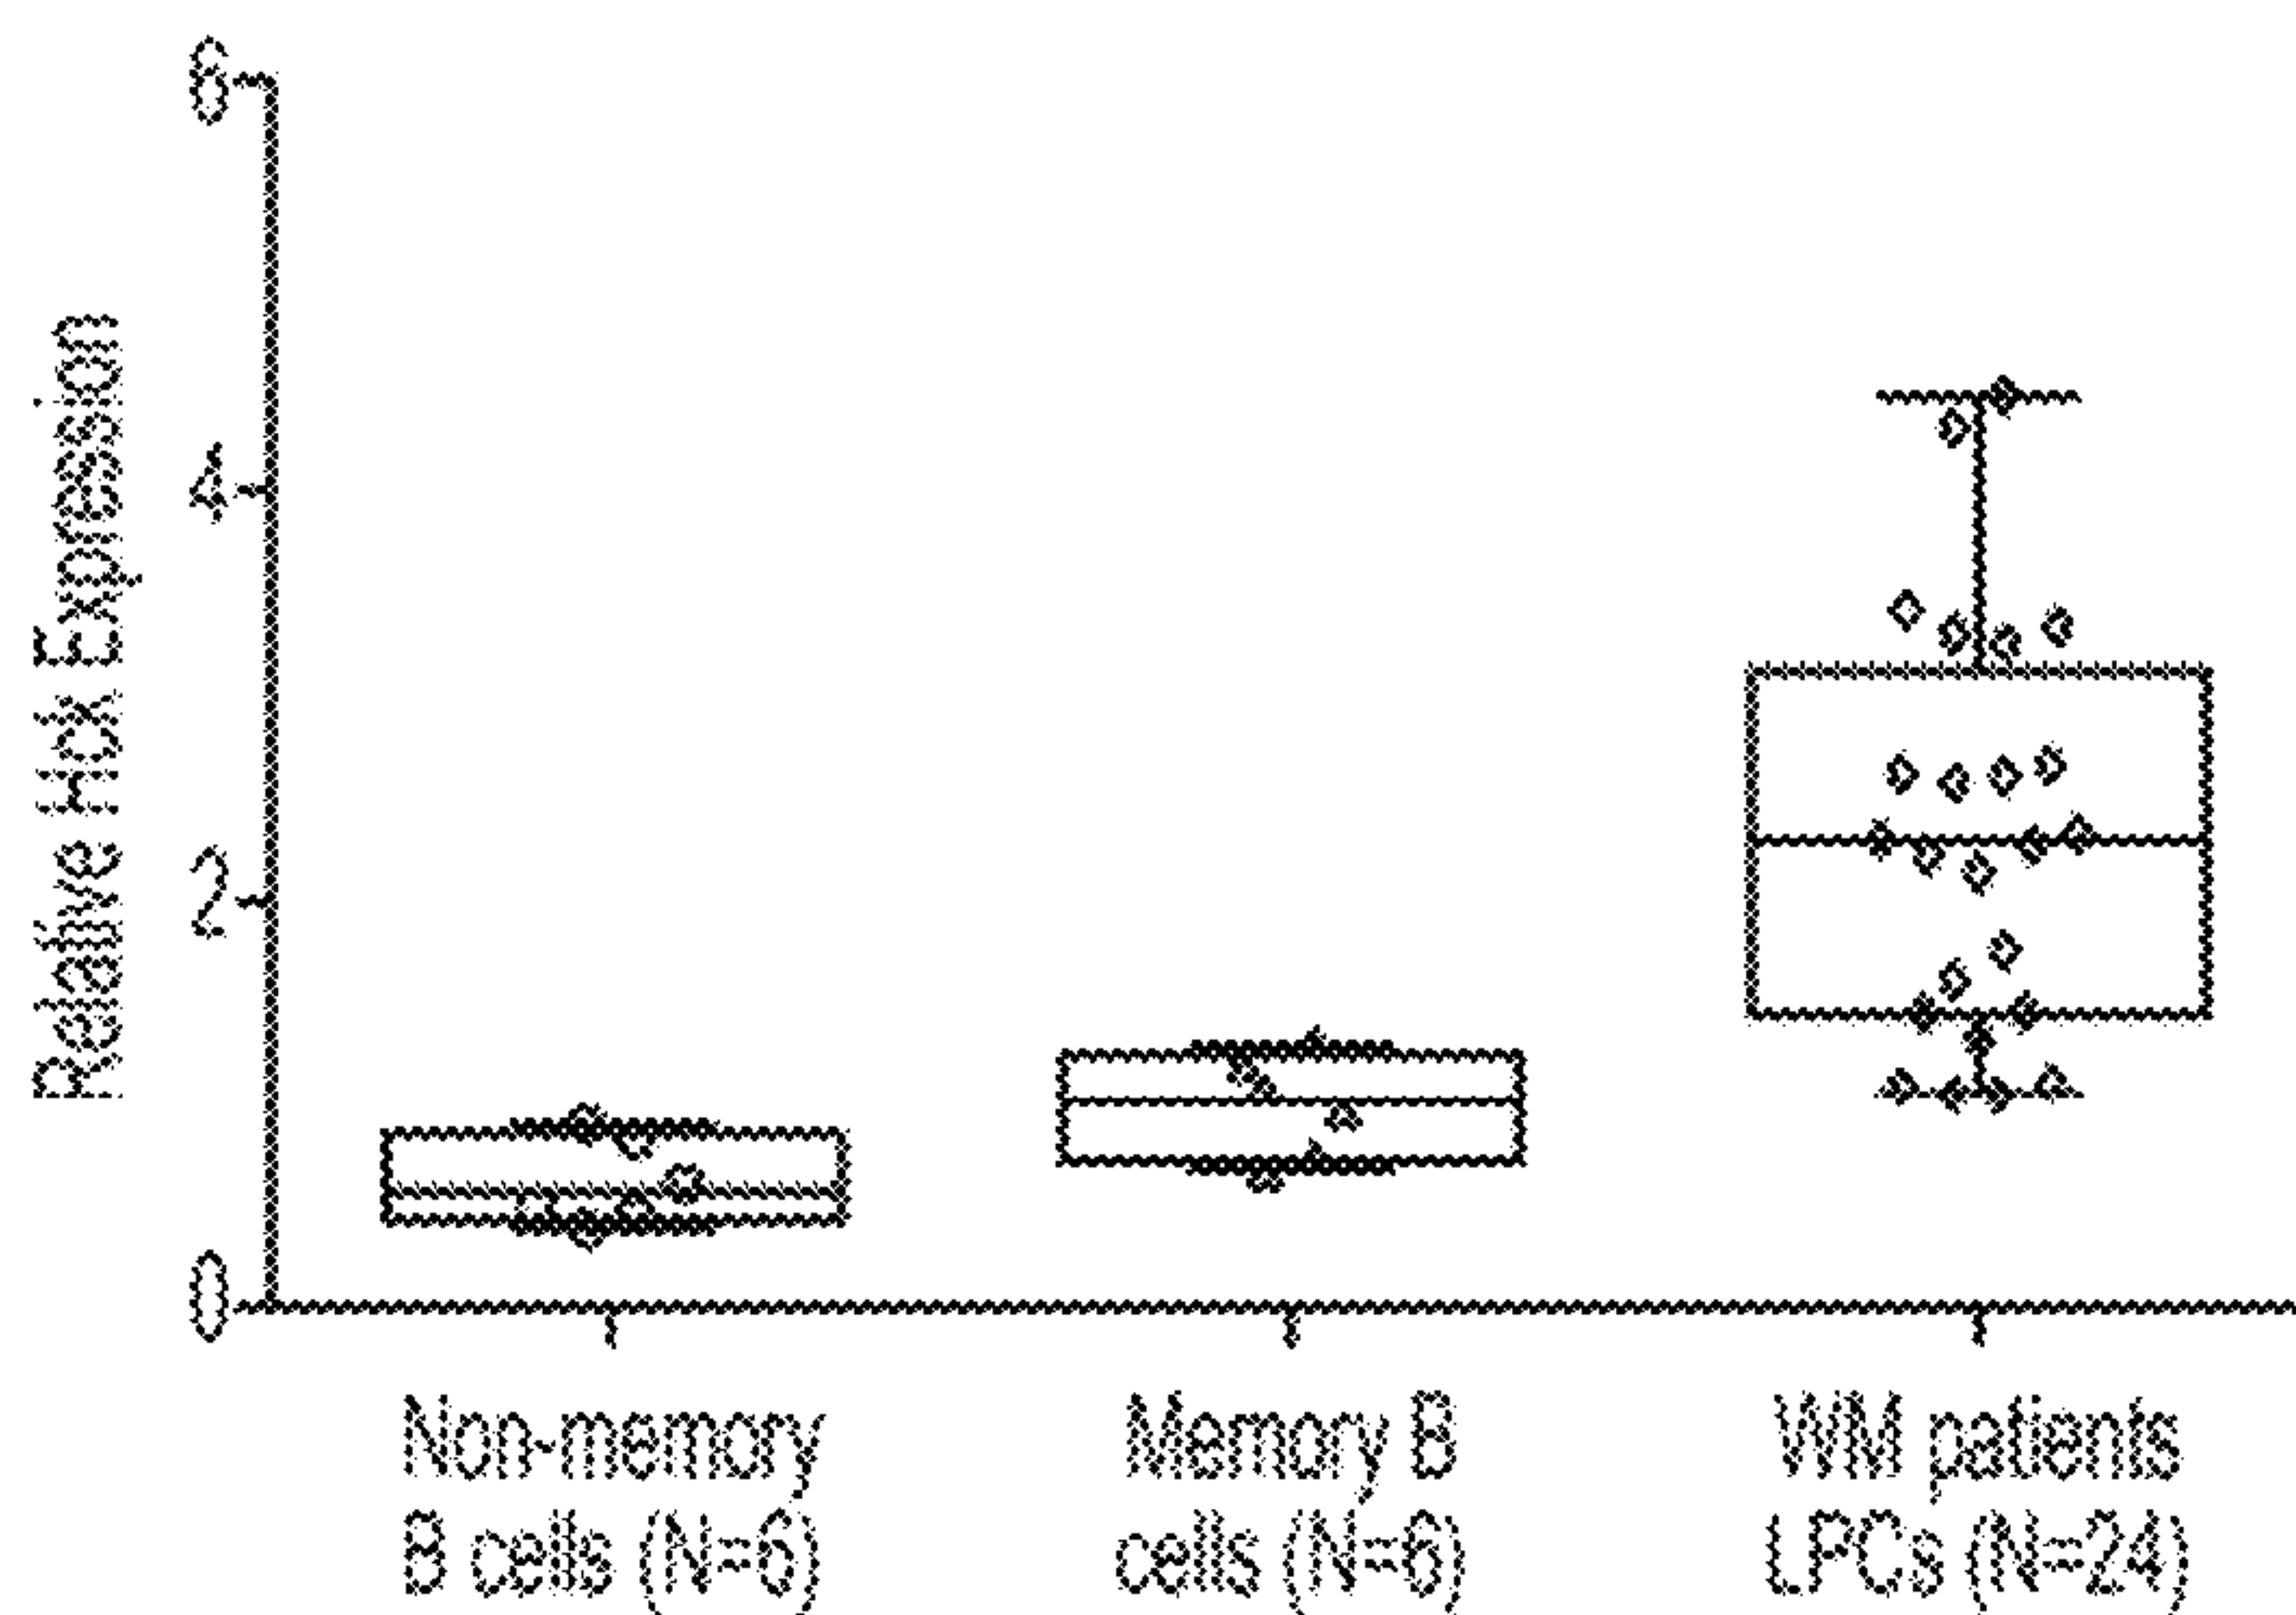 Relative Hck Expression
6
4
2
0
Non-memory
B cells (N=6)
Memory B
cells (N=6)
WM patients
LPCs (N=24)